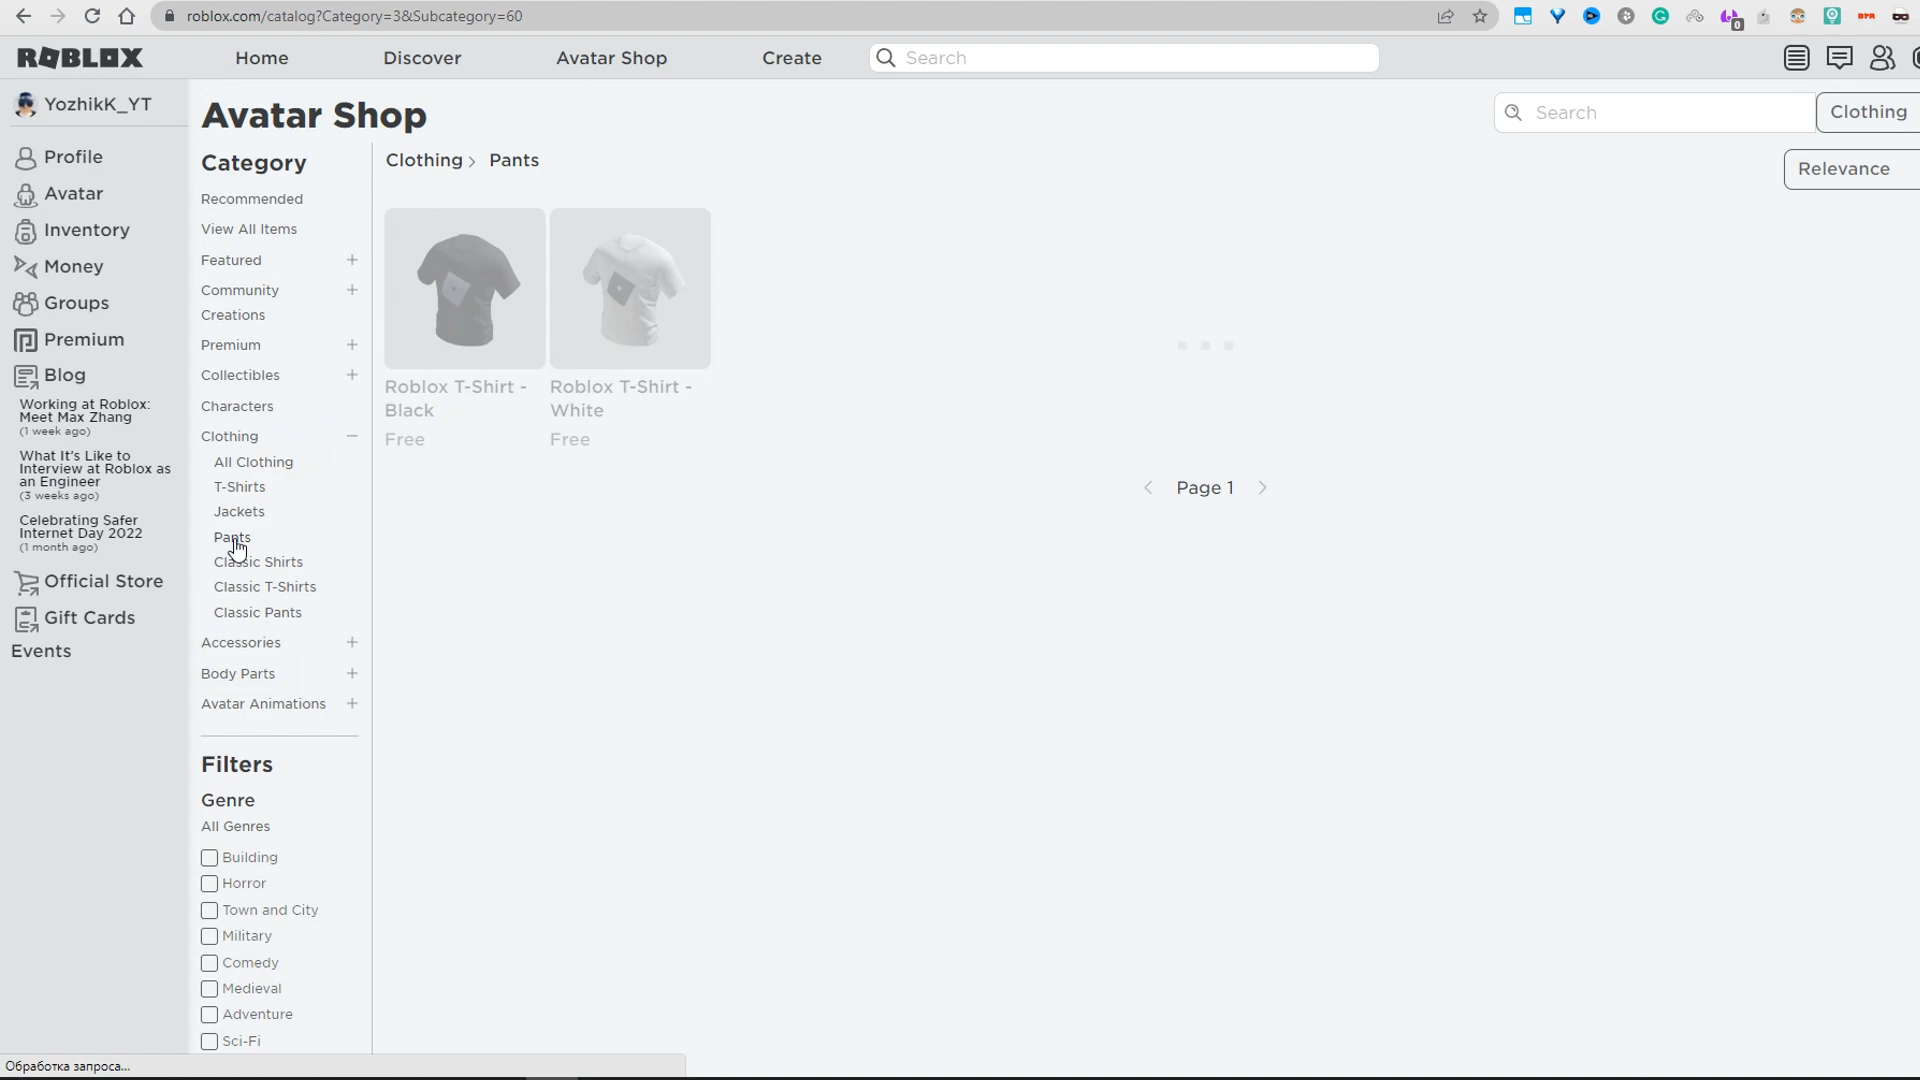 roblox.com/catalog?Category=3&Subcategory=60
0
ROBLOX
Home
Discover
Avatar Shop
Create
Search
YozhikK_YT
Profile
Avatar
Inventory
Money
Groups
Premium
Blog
Working at Roblox:
Meet Max Zhang
(1 week ago)
What It's Like to
Interview at Roblox as
an Engineer
(3 weeks ago)
Celebrating Safer
Internet Day 2022
(1 month ago)
Official Store
Gift Cards
Events
Avatar Shop
Search
Clothing
Category
Recommended
View All Items
Featured +
Community +
Creations
Premium +
Collectibles +
Characters
Clothing −
All Clothing
T-Shirts
Jackets
Pants
Classic Shirts
Classic T-Shirts
Classic Pants
Accessories +
Body Parts +
Avatar Animations +
Filters
Genre
All Genres
Building
Horror
Town and City
Military
Comedy
Medieval
Adventure
Sci-Fi
Clothing > Pants
Relevance
Roblox T-Shirt -
Black
Free
Roblox T-Shirt -
White
Free
< Page 1 >
Обработка запроса...